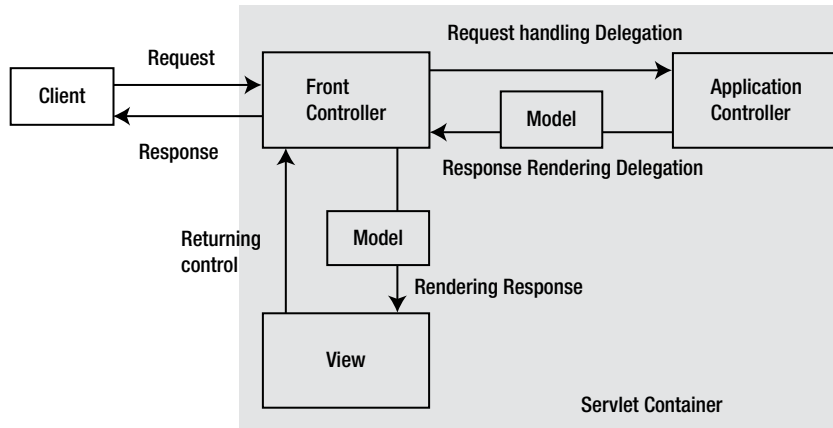 Request handling Delegation
Request
Client
Front
Controller
Application
Controller
Model
Response
Response Rendering Delegation
Returning
control
Model
Rendering Response
View
Servlet Container